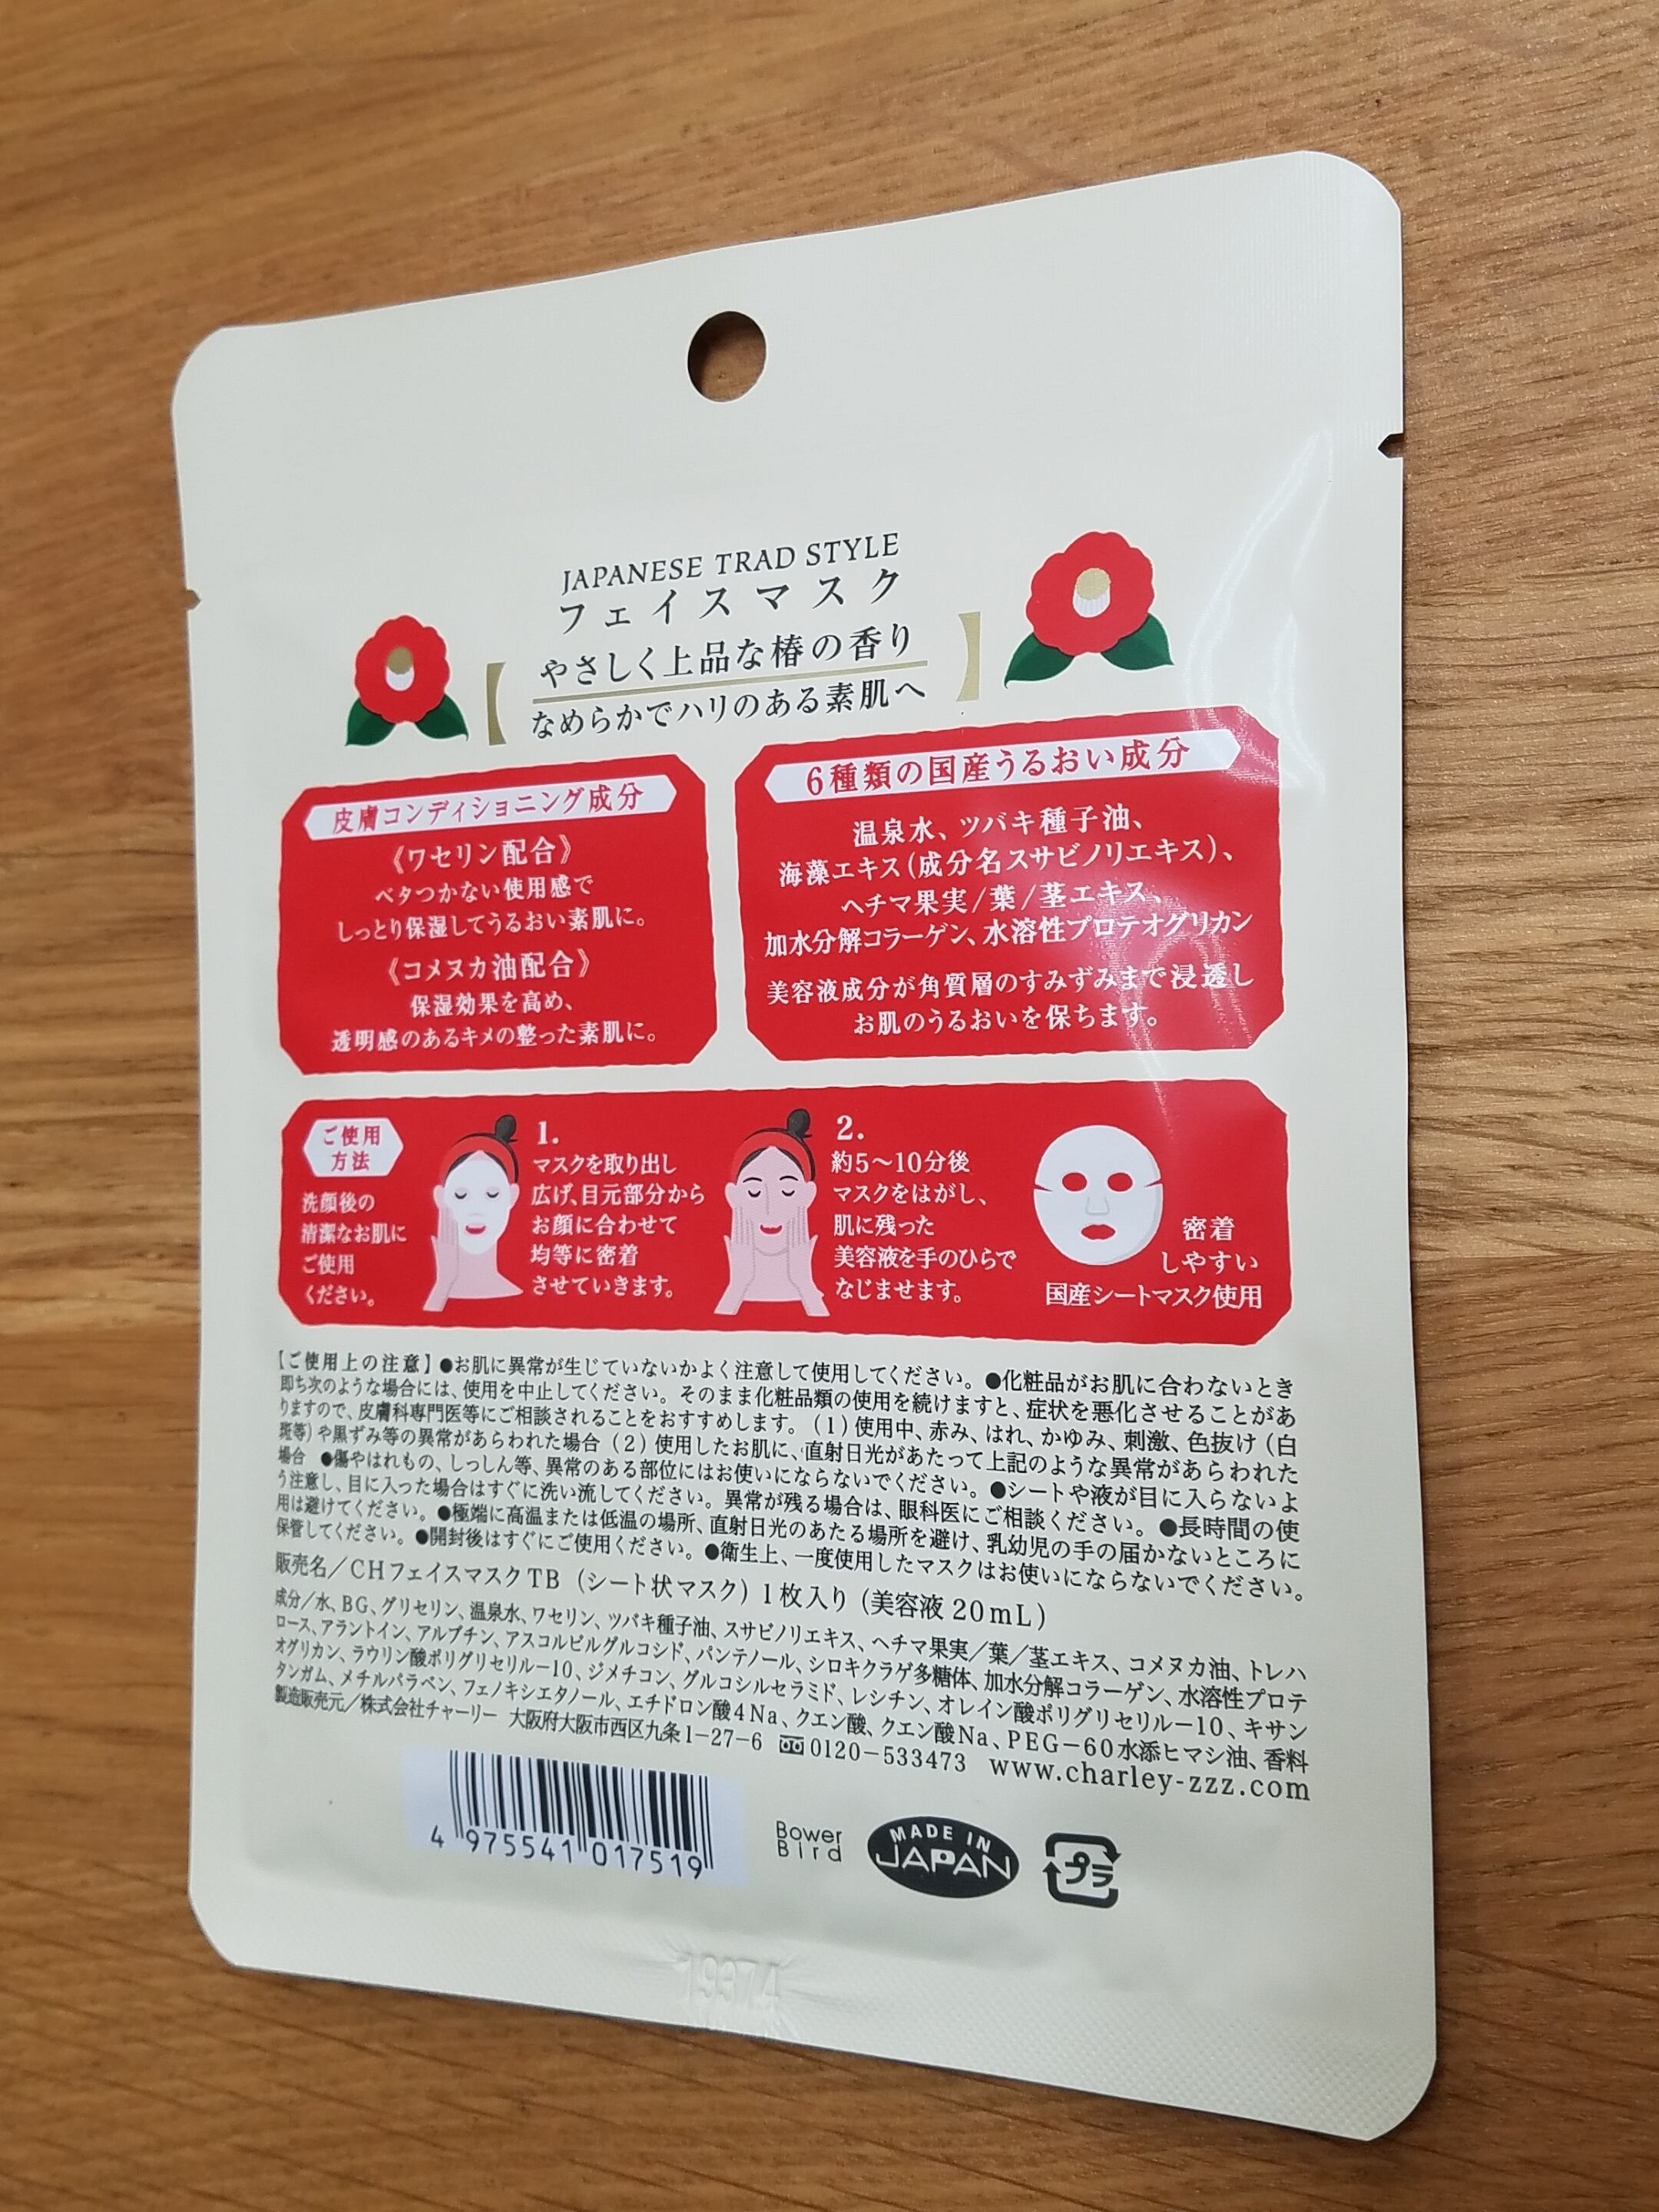 JAPANESE TRAD STYLE
フェイスマスク
やさしく上品な椿の香り
なめらかでハリのある素肌へ
皮膚コンディショニング成分
《ワセリン配合》
ベタつかない使用感で
しっとり保湿してうるおい素肌に。
《コメヌカ油配合》
保湿効果を高め、
透明感のあるキメの整った素肌に。
6種類の国産うるおい成分
温泉水、ツバキ種子油、
海藻エキス(成分名スサビノリエキス)、
ヘチマ果実/葉/茎エキス、
加水分解コラーゲン、水溶性プロテオグリカン
美容液成分が角質層のすみずみまで浸透し
お肌のうるおいを保ちます。
ご使用
方法
洗顔後の
清潔なお肌に
ご使用
ください。
1.
マスクを取り出し
広げ、目元部分から
お顔に合わせて
均等に密着
させていきます。
2.
約5〜10分後
マスクをはがし、
肌に残った
美容液を手のひらで
なじませます。
密着
しやすい
国産シートマスク使用
【ご使用上の注意】●お肌に異常が生じていないかよく注意して使用してください。●化粧品がお肌に合わないとき
即ち次のような場合には、使用を中止してください。そのまま化粧品類の使用を続けますと、症状を悪化させることがあ
りますので、皮膚科専門医等にご相談されることをおすすめします。(1)使用中、赤み、はれ、かゆみ、刺激、色抜け(白
斑等)や黒ずみ等の異常があらわれた場合(2)使用したお肌に、直射日光があたって上記のような異常があらわれた
場合 ●傷やはれもの、しっしん等、異常のある部位にはお使いにならないでください。●シートや液が目に入らないよ
う注意し、目に入った場合はすぐに洗い流してください。異常が残る場合は、眼科医にご相談ください。●長時間の使
用は避けてください。●極端に高温または低温の場所、直射日光のあたる場所を避け、乳幼児の手の届かないところに
保管してください。●開封後はすぐにご使用ください。●衛生上、一度使用したマスクはお使いにならないでください。
販売名/CHフェイスマスクTB(シート状マスク)1枚入り(美容液 20mL)
成分/水、BG、グリセリン、温泉水、ワセリン、ツバキ種子油、スサビノリエキス、ヘチマ果実/葉/茎エキス、コメヌカ油、トレハ
ロース、アラントイン、アルブチン、アスコルビルグルコシド、パンテノール、シロキクラゲ多糖体、加水分解コラーゲン、水溶性プロテ
オグリカン、ラウリン酸ポリグリセリル－10、ジメチコン、グルコシルセラミド、レシチン、オレイン酸ポリグリセリル－10、キサン
タンガム、メチルパラベン、フェノキシエタノール、エチドロン酸4Na、クエン酸、クエン酸Na、PEG－60水添ヒマシ油、香料
製造販売元/株式会社チャーリー 大阪府大阪市西区九条1-27-6 0120-533473 www.charley-zzz.com
4 975541 017519
Bower
Bird
MADE IN
JAPAN
プラ
19374